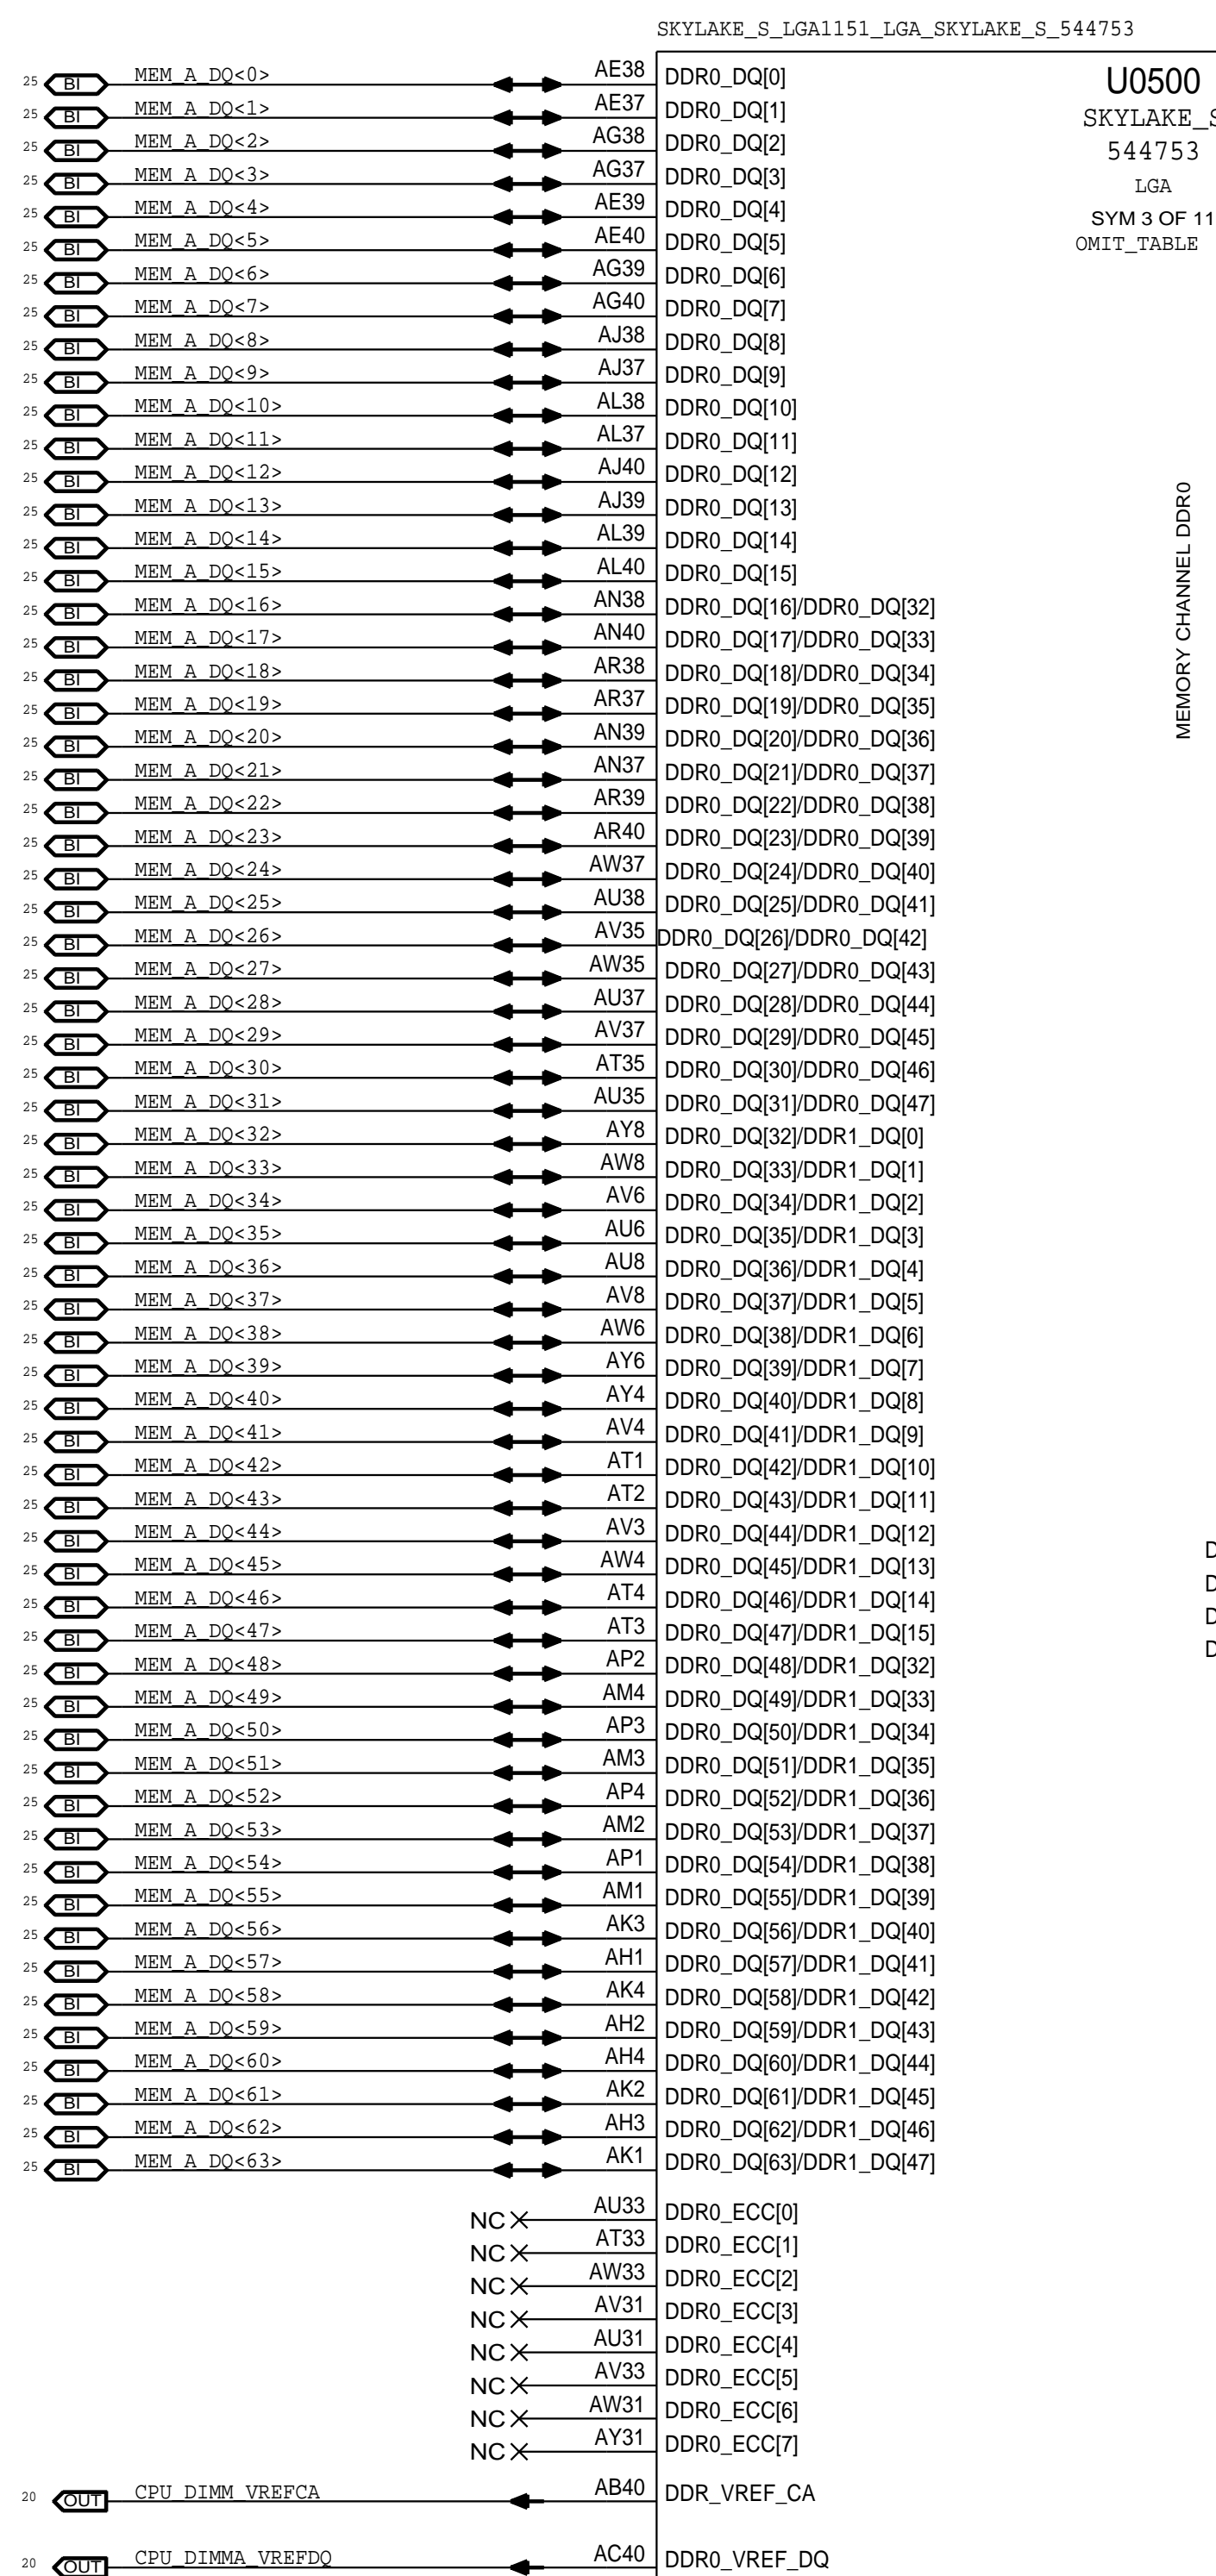 SKYLAKE_S_LGA1151_LGA_SKYLAKE_S_544753
U0500
SKYLAKE_S
544753
LGA
SYM 3 OF 11
OMIT_TABLE
MEMORY CHANNEL DDR0
25 BI MEM_A_DQ<0> AE38 DDR0_DQ[0]
25 BI MEM_A_DQ<1> AE37 DDR0_DQ[1]
25 BI MEM_A_DQ<2> AG38 DDR0_DQ[2]
25 BI MEM_A_DQ<3> AG37 DDR0_DQ[3]
25 BI MEM_A_DQ<4> AE39 DDR0_DQ[4]
25 BI MEM_A_DQ<5> AE40 DDR0_DQ[5]
25 BI MEM_A_DQ<6> AG39 DDR0_DQ[6]
25 BI MEM_A_DQ<7> AG40 DDR0_DQ[7]
25 BI MEM_A_DQ<8> AJ38 DDR0_DQ[8]
25 BI MEM_A_DQ<9> AJ37 DDR0_DQ[9]
25 BI MEM_A_DQ<10> AL38 DDR0_DQ[10]
25 BI MEM_A_DQ<11> AL37 DDR0_DQ[11]
25 BI MEM_A_DQ<12> AJ40 DDR0_DQ[12]
25 BI MEM_A_DQ<13> AJ39 DDR0_DQ[13]
25 BI MEM_A_DQ<14> AL39 DDR0_DQ[14]
25 BI MEM_A_DQ<15> AL40 DDR0_DQ[15]
25 BI MEM_A_DQ<16> AN38 DDR0_DQ[16]/DDR0_DQ[32]
25 BI MEM_A_DQ<17> AN40 DDR0_DQ[17]/DDR0_DQ[33]
25 BI MEM_A_DQ<18> AR38 DDR0_DQ[18]/DDR0_DQ[34]
25 BI MEM_A_DQ<19> AR37 DDR0_DQ[19]/DDR0_DQ[35]
25 BI MEM_A_DQ<20> AN39 DDR0_DQ[20]/DDR0_DQ[36]
25 BI MEM_A_DQ<21> AN37 DDR0_DQ[21]/DDR0_DQ[37]
25 BI MEM_A_DQ<22> AR39 DDR0_DQ[22]/DDR0_DQ[38]
25 BI MEM_A_DQ<23> AR40 DDR0_DQ[23]/DDR0_DQ[39]
25 BI MEM_A_DQ<24> AW37 DDR0_DQ[24]/DDR0_DQ[40]
25 BI MEM_A_DQ<25> AU38 DDR0_DQ[25]/DDR0_DQ[41]
25 BI MEM_A_DQ<26> AV35 DDR0_DQ[26]/DDR0_DQ[42]
25 BI MEM_A_DQ<27> AW35 DDR0_DQ[27]/DDR0_DQ[43]
25 BI MEM_A_DQ<28> AU37 DDR0_DQ[28]/DDR0_DQ[44]
25 BI MEM_A_DQ<29> AV37 DDR0_DQ[29]/DDR0_DQ[45]
25 BI MEM_A_DQ<30> AT35 DDR0_DQ[30]/DDR0_DQ[46]
25 BI MEM_A_DQ<31> AU35 DDR0_DQ[31]/DDR0_DQ[47]
25 BI MEM_A_DQ<32> AY8 DDR0_DQ[32]/DDR1_DQ[0]
25 BI MEM_A_DQ<33> AW8 DDR0_DQ[33]/DDR1_DQ[1]
25 BI MEM_A_DQ<34> AV6 DDR0_DQ[34]/DDR1_DQ[2]
25 BI MEM_A_DQ<35> AU6 DDR0_DQ[35]/DDR1_DQ[3]
25 BI MEM_A_DQ<36> AU8 DDR0_DQ[36]/DDR1_DQ[4]
25 BI MEM_A_DQ<37> AV8 DDR0_DQ[37]/DDR1_DQ[5]
25 BI MEM_A_DQ<38> AW6 DDR0_DQ[38]/DDR1_DQ[6]
25 BI MEM_A_DQ<39> AY6 DDR0_DQ[39]/DDR1_DQ[7]
25 BI MEM_A_DQ<40> AY4 DDR0_DQ[40]/DDR1_DQ[8]
25 BI MEM_A_DQ<41> AV4 DDR0_DQ[41]/DDR1_DQ[9]
25 BI MEM_A_DQ<42> AT1 DDR0_DQ[42]/DDR1_DQ[10]
25 BI MEM_A_DQ<43> AT2 DDR0_DQ[43]/DDR1_DQ[11]
25 BI MEM_A_DQ<44> AV3 DDR0_DQ[44]/DDR1_DQ[12]
25 BI MEM_A_DQ<45> AW4 DDR0_DQ[45]/DDR1_DQ[13]
25 BI MEM_A_DQ<46> AT4 DDR0_DQ[46]/DDR1_DQ[14]
25 BI MEM_A_DQ<47> AT3 DDR0_DQ[47]/DDR1_DQ[15]
25 BI MEM_A_DQ<48> AP2 DDR0_DQ[48]/DDR1_DQ[32]
25 BI MEM_A_DQ<49> AM4 DDR0_DQ[49]/DDR1_DQ[33]
25 BI MEM_A_DQ<50> AP3 DDR0_DQ[50]/DDR1_DQ[34]
25 BI MEM_A_DQ<51> AM3 DDR0_DQ[51]/DDR1_DQ[35]
25 BI MEM_A_DQ<52> AP4 DDR0_DQ[52]/DDR1_DQ[36]
25 BI MEM_A_DQ<53> AM2 DDR0_DQ[53]/DDR1_DQ[37]
25 BI MEM_A_DQ<54> AP1 DDR0_DQ[54]/DDR1_DQ[38]
25 BI MEM_A_DQ<55> AM1 DDR0_DQ[55]/DDR1_DQ[39]
25 BI MEM_A_DQ<56> AK3 DDR0_DQ[56]/DDR1_DQ[40]
25 BI MEM_A_DQ<57> AH1 DDR0_DQ[57]/DDR1_DQ[41]
25 BI MEM_A_DQ<58> AK4 DDR0_DQ[58]/DDR1_DQ[42]
25 BI MEM_A_DQ<59> AH2 DDR0_DQ[59]/DDR1_DQ[43]
25 BI MEM_A_DQ<60> AH4 DDR0_DQ[60]/DDR1_DQ[44]
25 BI MEM_A_DQ<61> AK2 DDR0_DQ[61]/DDR1_DQ[45]
25 BI MEM_A_DQ<62> AH3 DDR0_DQ[62]/DDR1_DQ[46]
25 BI MEM_A_DQ<63> AK1 DDR0_DQ[63]/DDR1_DQ[47]
NC AU33 DDR0_ECC[0]
NC AT33 DDR0_ECC[1]
NC AW33 DDR0_ECC[2]
NC AV31 DDR0_ECC[3]
NC AU31 DDR0_ECC[4]
NC AV33 DDR0_ECC[5]
NC AW31 DDR0_ECC[6]
NC AY31 DDR0_ECC[7]
20 OUT CPU_DIMM_VREFCA AB40 DDR_VREF_CA
20 OUT CPU_DIMMA_VREFDQ AC40 DDR0_VREF_DQ